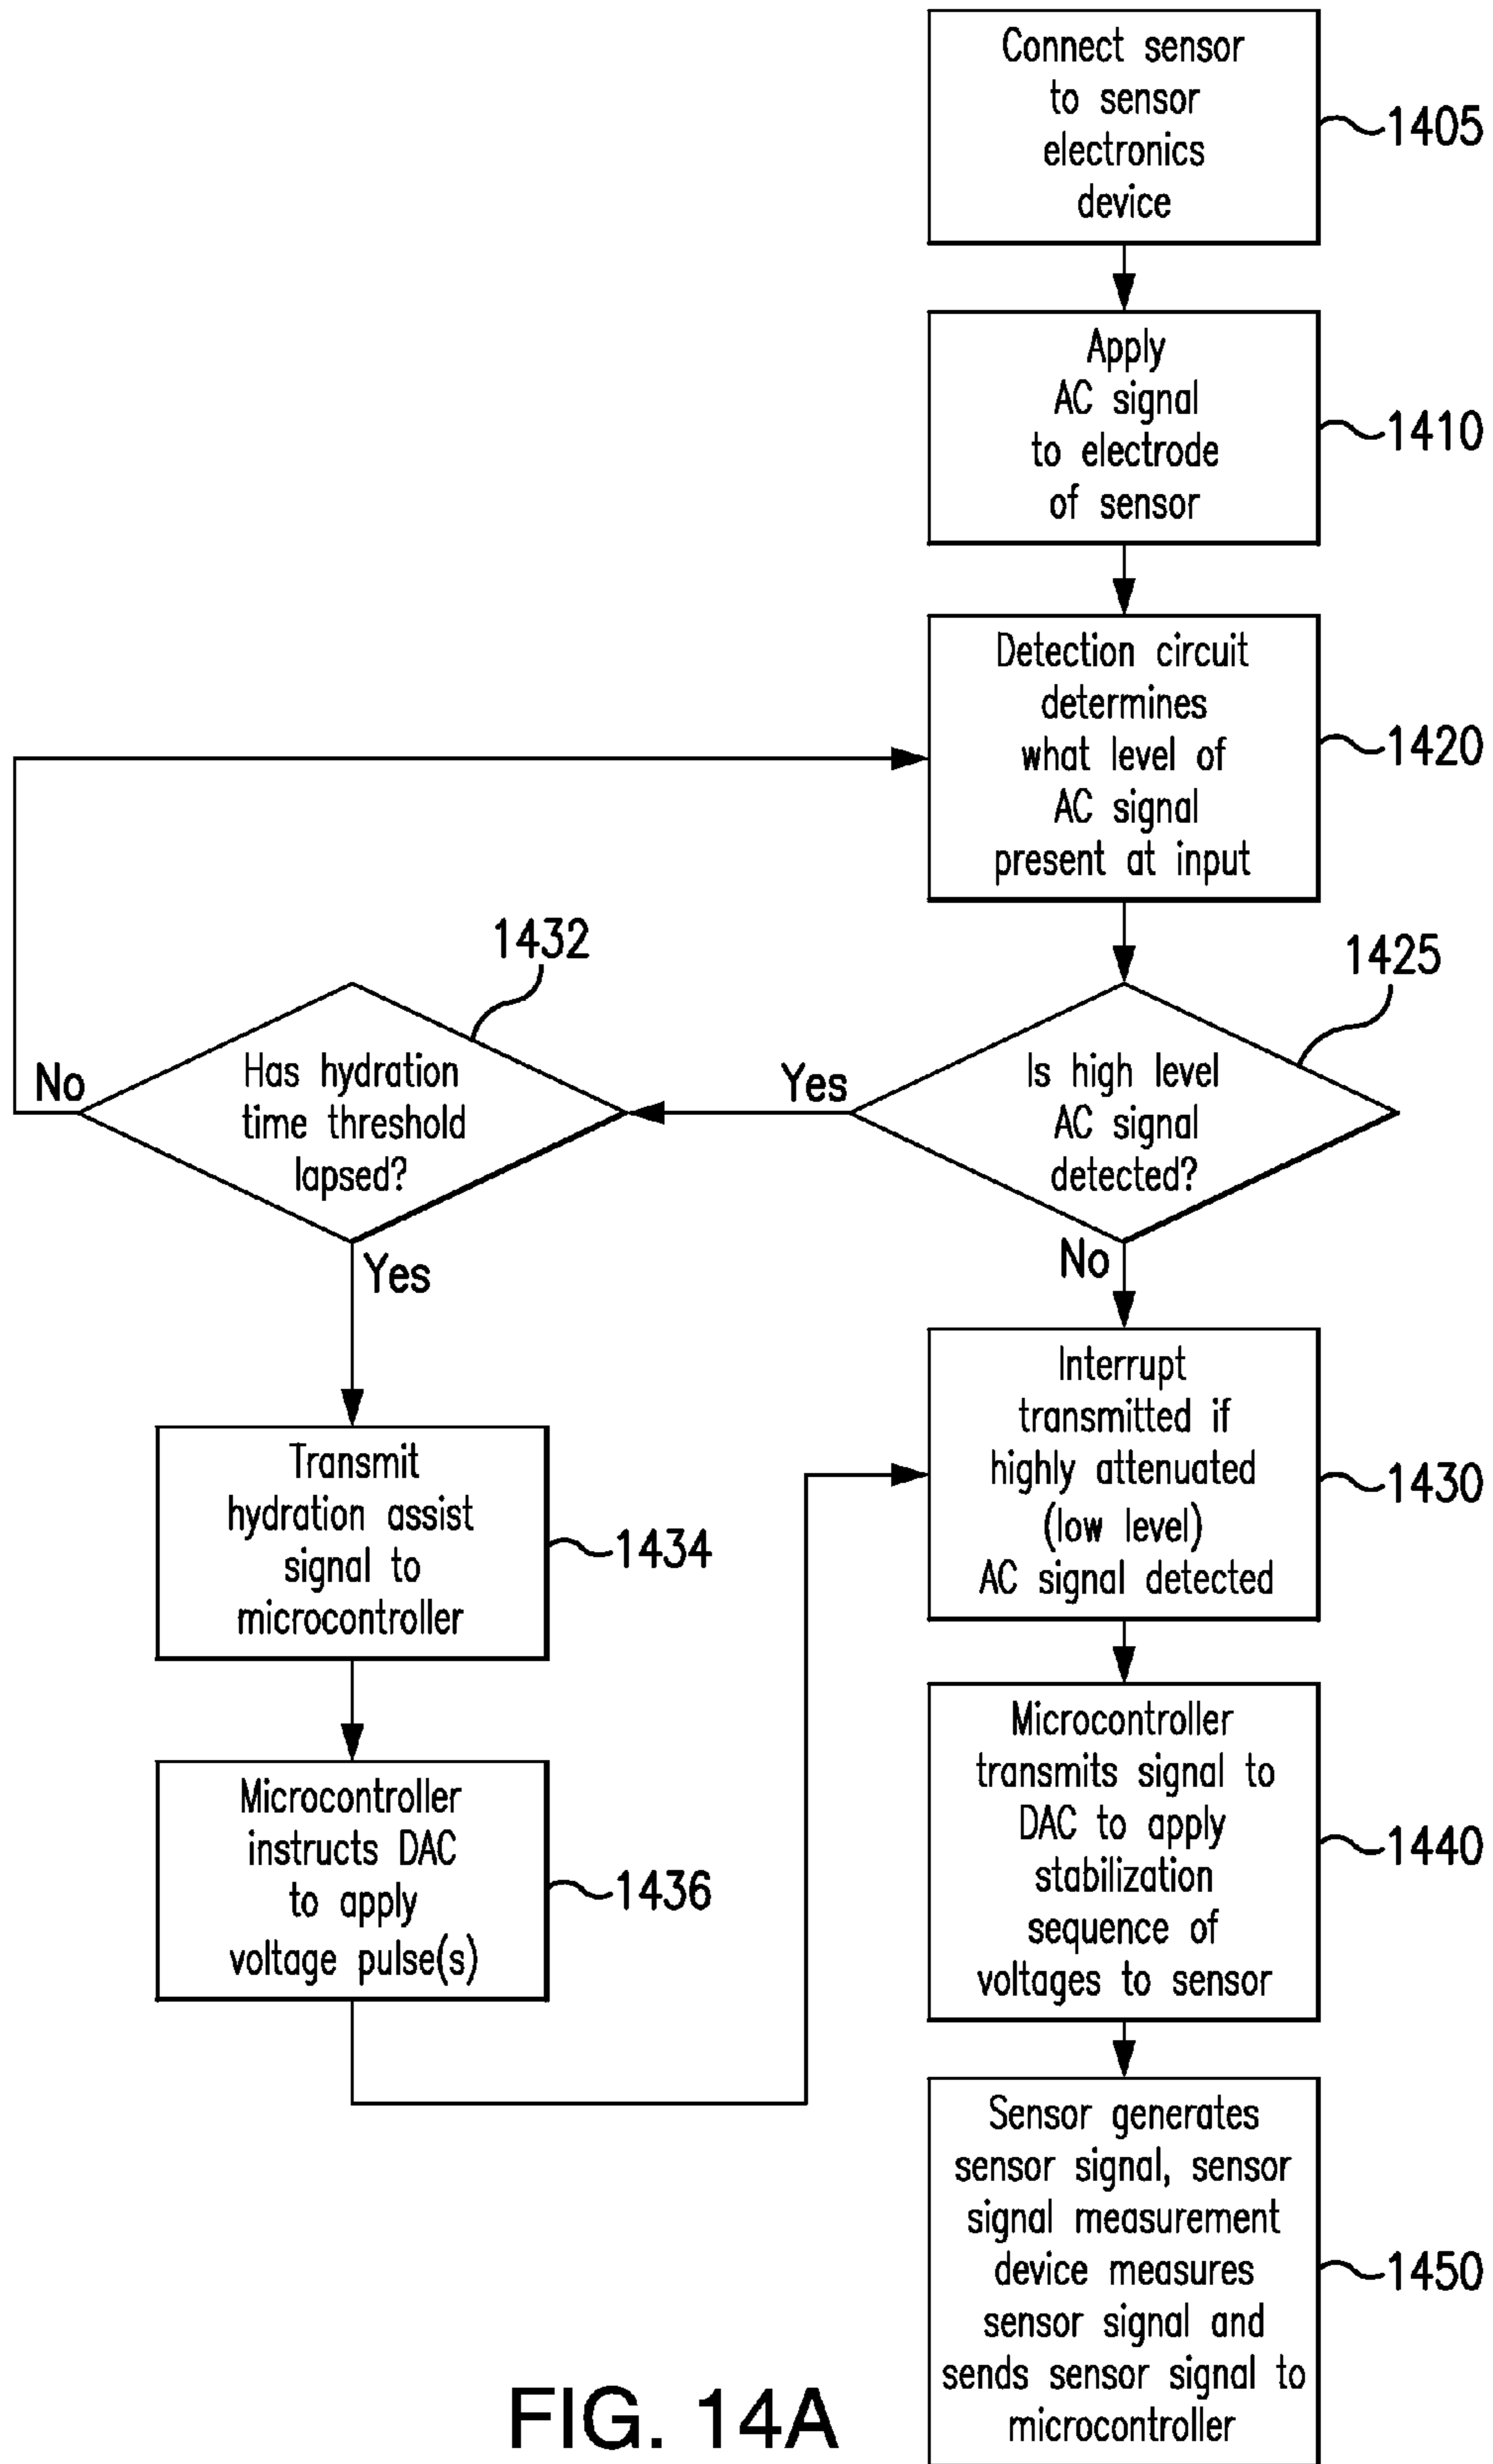 Connect sensor
to sensor
electronics
device
1405
Apply
AC signal
to electrode
of sensor
1410
Detection circuit
determines
what level of
AC signal
present at input
1420
1432
1425
Has hydration
time threshold
lapsed?
No
Yes
Is high level
AC signal
detected?
Yes
No
Interrupt
transmitted if
highly attenuated
(low level)
AC signal detected
1430
Transmit
hydration assist
signal to
microcontroller
1434
Microcontroller
instructs DAC
to apply
voltage pulse(s)
1436
Microcontroller
transmits signal to
DAC to apply
stabilization
sequence of
voltages to sensor
1440
Sensor generates
sensor signal, sensor
signal measurement
device measures
sensor signal and
sends sensor signal to
microcontroller
1450
FIG. 14A